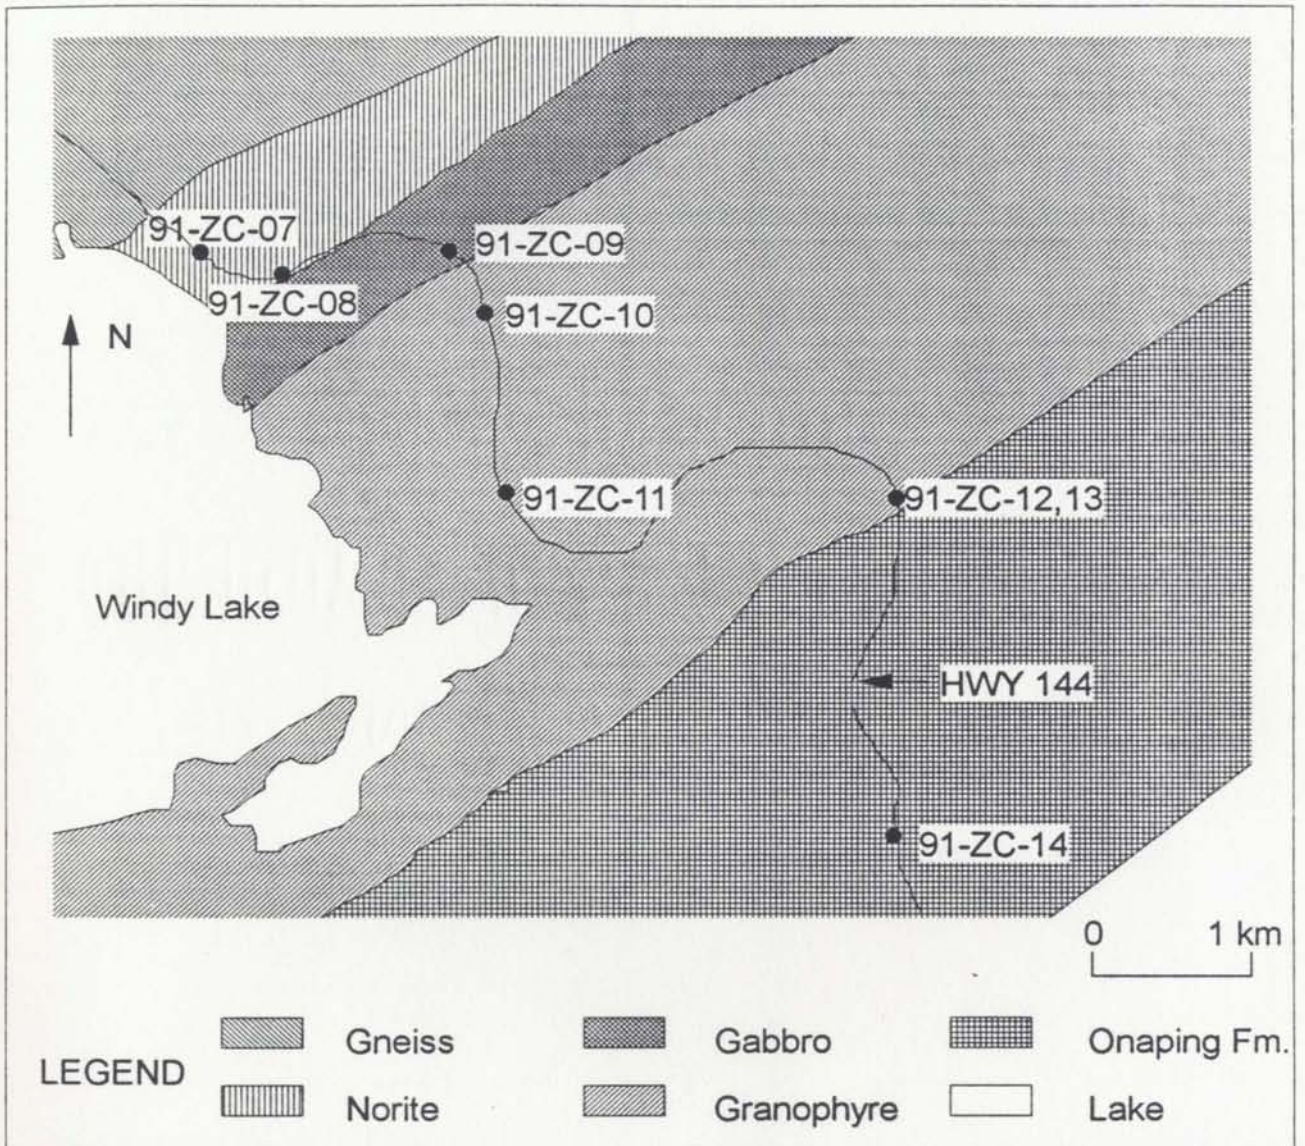 91-ZC-07
91-ZC-09
91-ZC-08
91-ZC-10
N
91-ZC-11
91-ZC-12,13
Windy Lake
HWY 144
91-ZC-14
0 1 km
LEGEND
Gneiss
Gabbro
Onaping Fm.
Norite
Granophyre
Lake